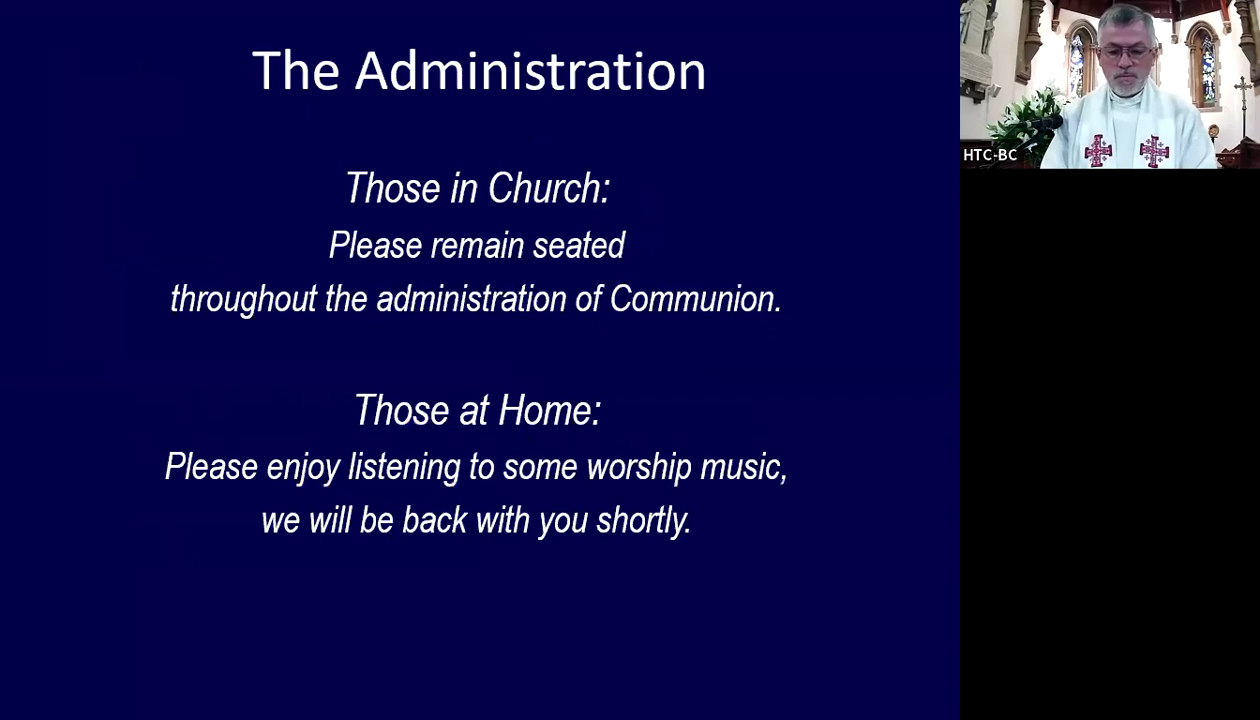 The Administration
Those in Church:
Please remain seated
throughout the administration of Communion.
Those at Home:
Please enjoy listening to some worship music,
we will be back with you shortly.
HTC-BC